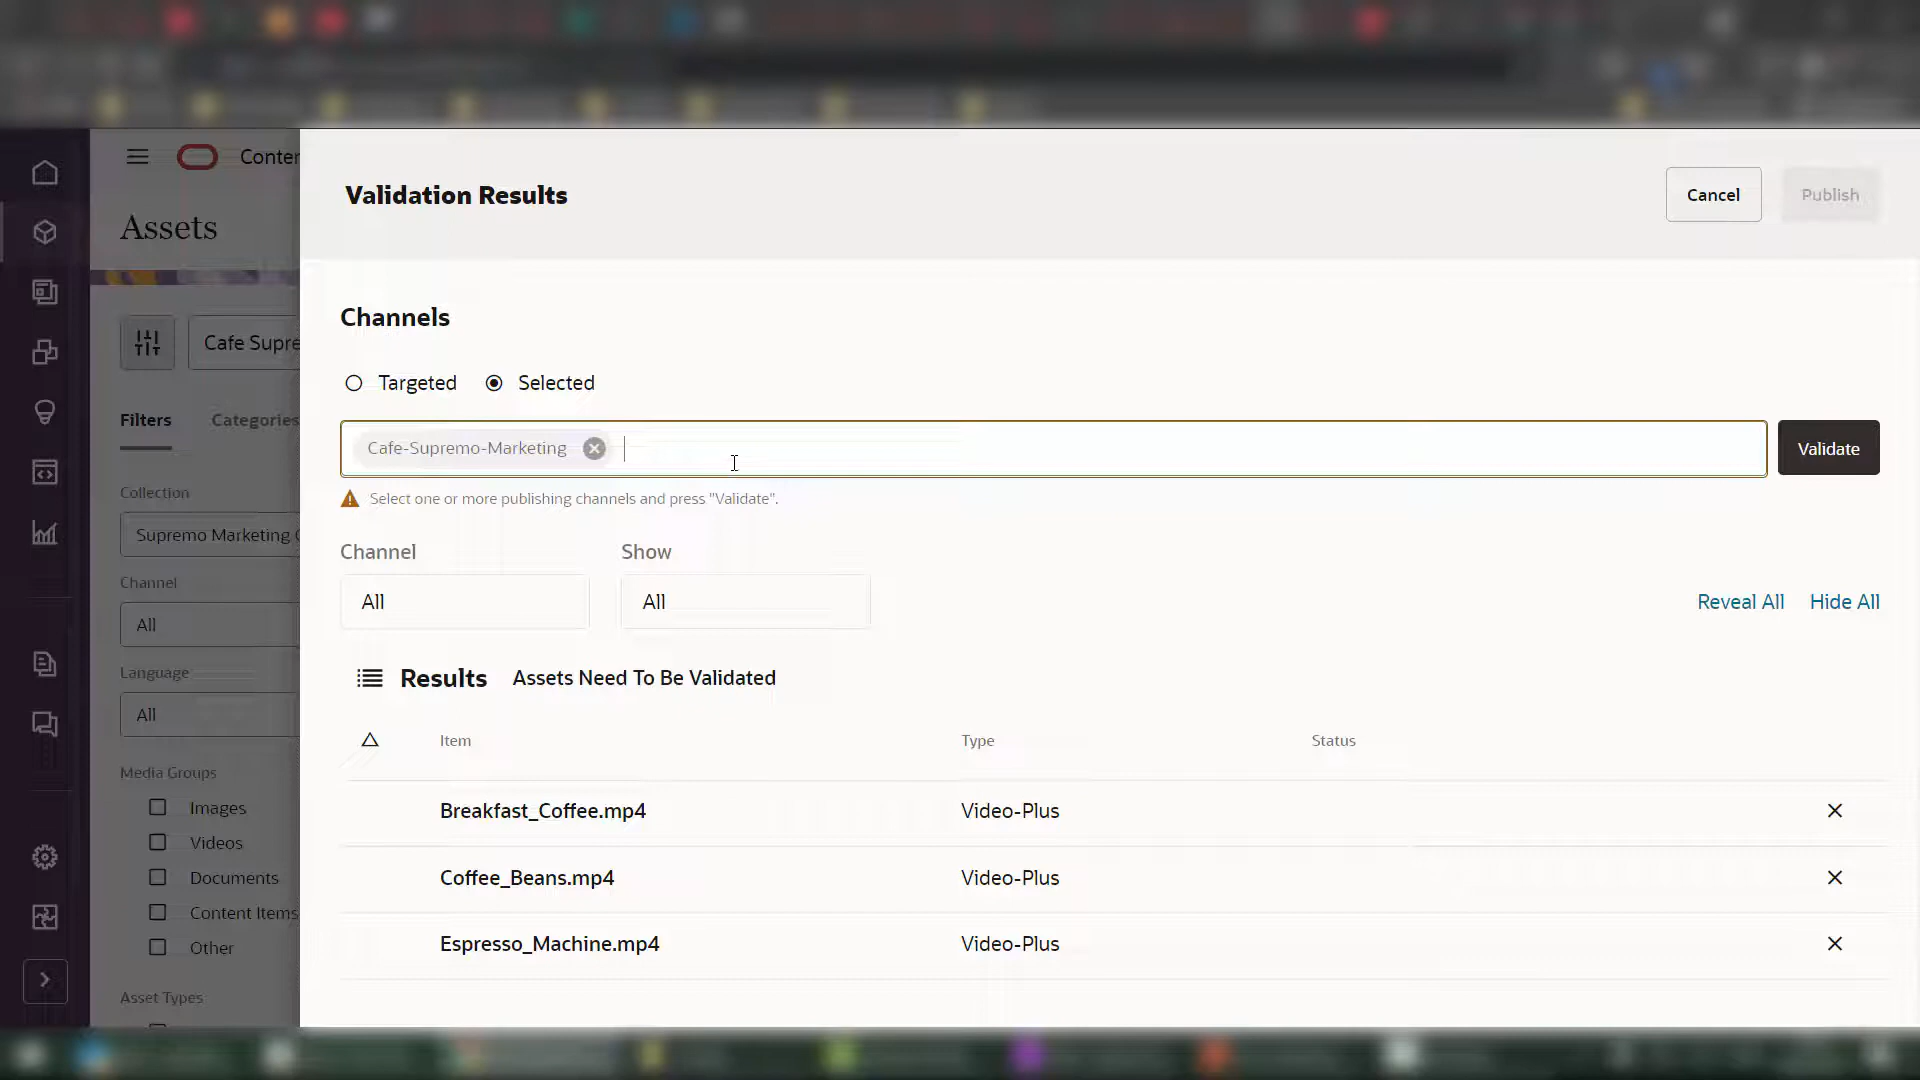 Conten
Assets
Cafe Supre
Filters Categories
Collection
Supremo Marketing C
Channel
All
Language
All
Media Groups
Images
Videos
Documents
Content Items
Other
Asset Types
Validation Results
Cancel Publish
Channels
Targeted Selected
Cafe-Supremo-Marketing
Validate
Select one or more publishing channels and press "Validate".
Channel Show
All All
Reveal All Hide All
Results Assets Need To Be Validated
Item Type Status
Breakfast_Coffee.mp4 Video-Plus
Coffee_Beans.mp4 Video-Plus
Espresso_Machine.mp4 Video-Plus